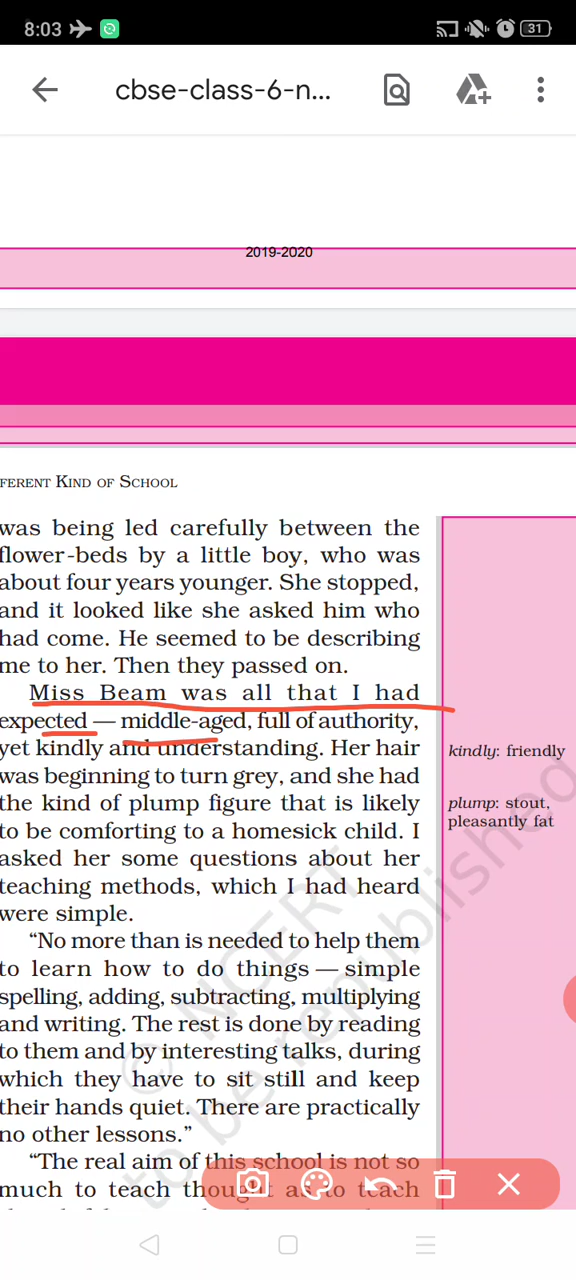 8:03
31
cbse-class-6-n...
2019-2020
FERENT KIND OF SCHOOL
was being led carefully between the
flower-beds by a little boy, who was
about four years younger. She stopped,
and it looked like she asked him who
had come. He seemed to be describing
me to her. Then they passed on.
Miss Beam was all that I had
expected — middle-aged, full of authority,
yet kindly and understanding. Her hair
was beginning to turn grey, and she had
the kind of plump figure that is likely
to be comforting to a homesick child. I
asked her some questions about her
teaching methods, which I had heard
were simple.
“No more than is needed to help them
to learn how to do things — simple
spelling, adding, subtracting, multiplying
and writing. The rest is done by reading
to them and by interesting talks, during
which they have to sit still and keep
their hands quiet. There are practically
no other lessons.”
“The real aim of this school is not so
much to teach thought as to teach
kindly: friendly
plump: stout,
pleasantly fat
© NCERT
to be republished